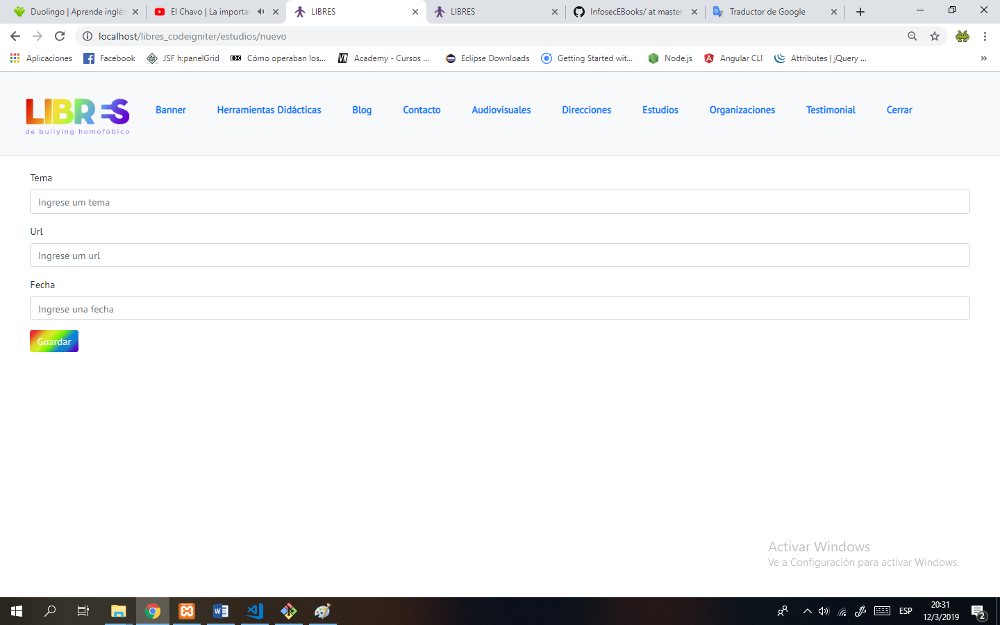 Duolingo | Aprende inglés
El Chavo | La importan
LIBRES
LIBRES
InfosecEBooks/ at master
Traductor de Google
localhost/libres_codeigniter/estudios/nuevo
Aplicaciones
Facebook
JSF h:panelGrid
BBC
Cómo operaban los...
Academy - Cursos ...
Eclipse Downloads
Getting Started wit...
Node.js
Angular CLI
Attributes | jQuery ...
LIBRES
de bullying homofóbico
Banner
Herramientas Didácticas
Blog
Contacto
Audiovisuales
Direcciones
Estudios
Organizaciones
Testimonial
Cerrar
Tema
Ingrese um tema
Url
Ingrese um url
Fecha
Ingrese una fecha
Guardar
Activar Windows
Ve a Configuración para activar Windows.
ESP
20:31
12/3/2019
2